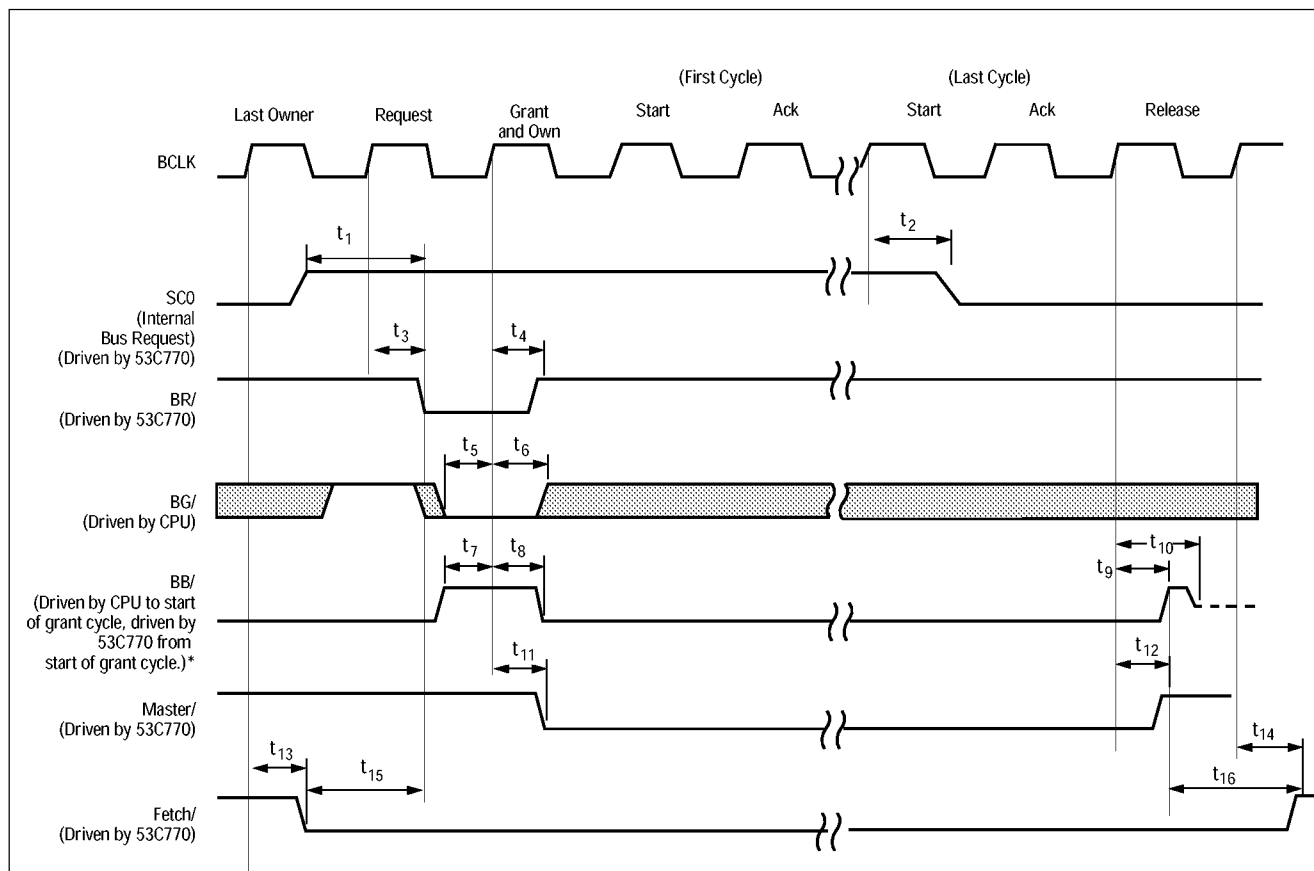 (First Cycle)
(Last Cycle)
Last Owner
Request
Grant
and Own
Start
Ack
Start
Ack
Release
BCLK
t1
t2
SC0
(Internal
Bus Request)
(Driven by 53C770)
t3
t4
BR/
(Driven by 53C770)
t5
t6
BG/
(Driven by CPU)
t7
t8
t10
t9
BB/
(Driven by CPU to start
of grant cycle, driven by
53C770 from
start of grant cycle.)*
t11
t12
Master/
(Driven by 53C770)
t13
t15
t14
t16
Fetch/
(Driven by 53C770)